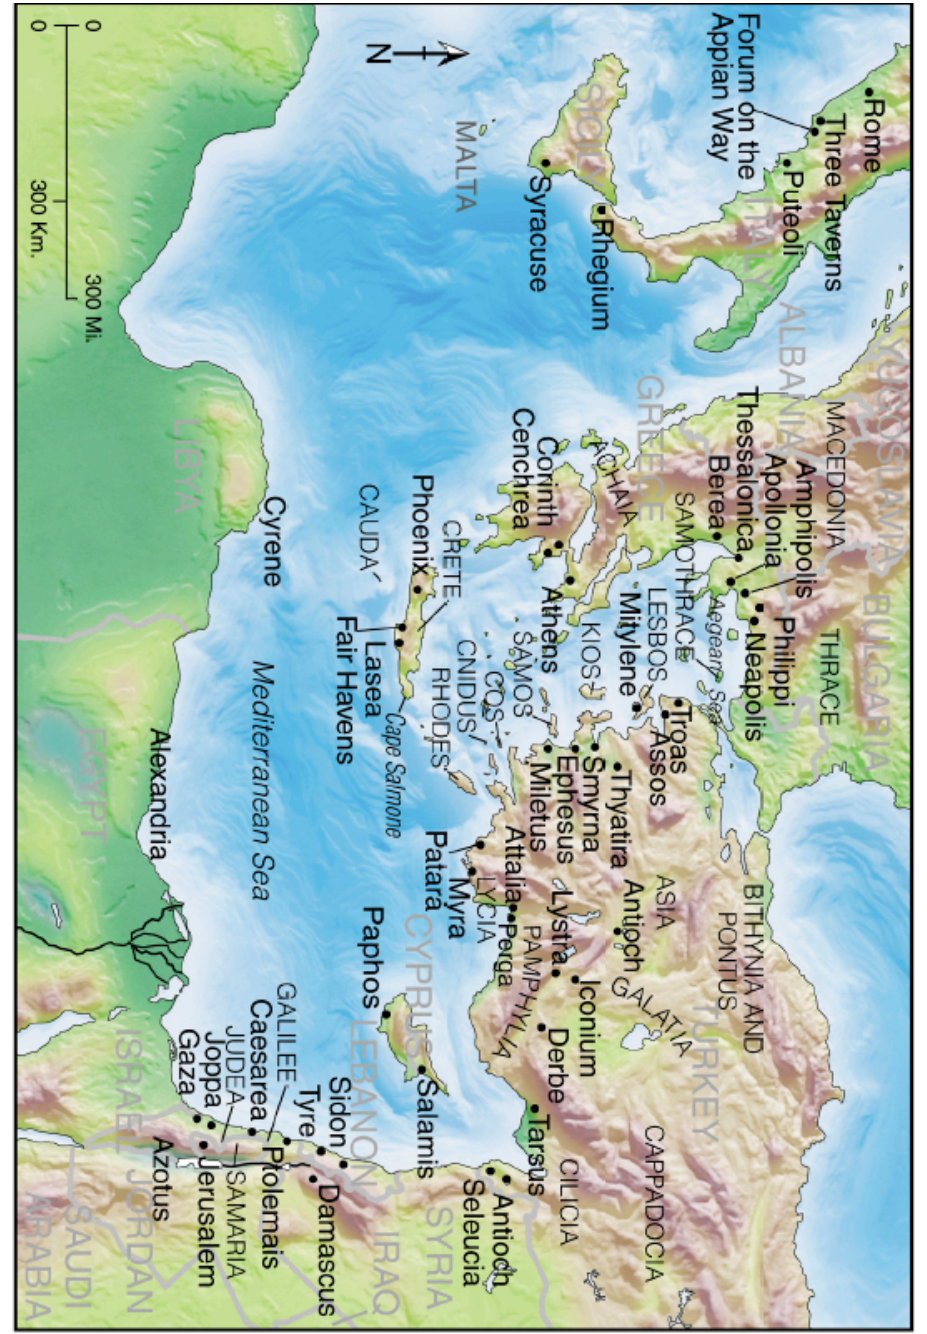 Rome
Three Taverns
Forum on the
Appian Way
Puteoli
ITALY
SICILY
Rhegium
Syracuse
MALTA
N
0
300 Mi.
0
300 Km.
YUGOSLAVIA
BULGARIA
ALBANIA
MACEDONIA
THRACE
Amphipolis
Apollonia
Thessalonica
Berea
Philippi
Neapolis
GREECE
ACHAIA
SAMOTHRACE
Aegean Sea
LESBOS
Mitylene
KIOS
Corinth
Cenchrea
Athens
SAMOS
COS
CNIDUS
RHODES
CRETE
Phoenix
CAUDA
Lasea
Fair Havens
Cape Salmone
Troas
Assos
Thyatira
Smyrna
Ephesus
Miletus
BITHYNIA AND
PONTUS
ASIA
TURKEY
Antioch
GALATIA
Iconium
Lystra
Derbe
Attalia
Perga
PAMPHYLIA
LYCIA
Myra
Patara
CAPPADOCIA
CILICIA
Tarsus
Antioch
Seleucia
SYRIA
CYPRUS
Salamis
Paphos
LEBANON
IRAQ
Sidon
Tyre
Damascus
GALILEE
Ptolemais
Caesarea
SAMARIA
JUDEA
Joppa
Jerusalem
Gaza
Azotus
ISRAEL
JORDAN
SAUDI
ARABIA
Cyrene
LIBYA
Mediterranean Sea
Alexandria
EGYPT